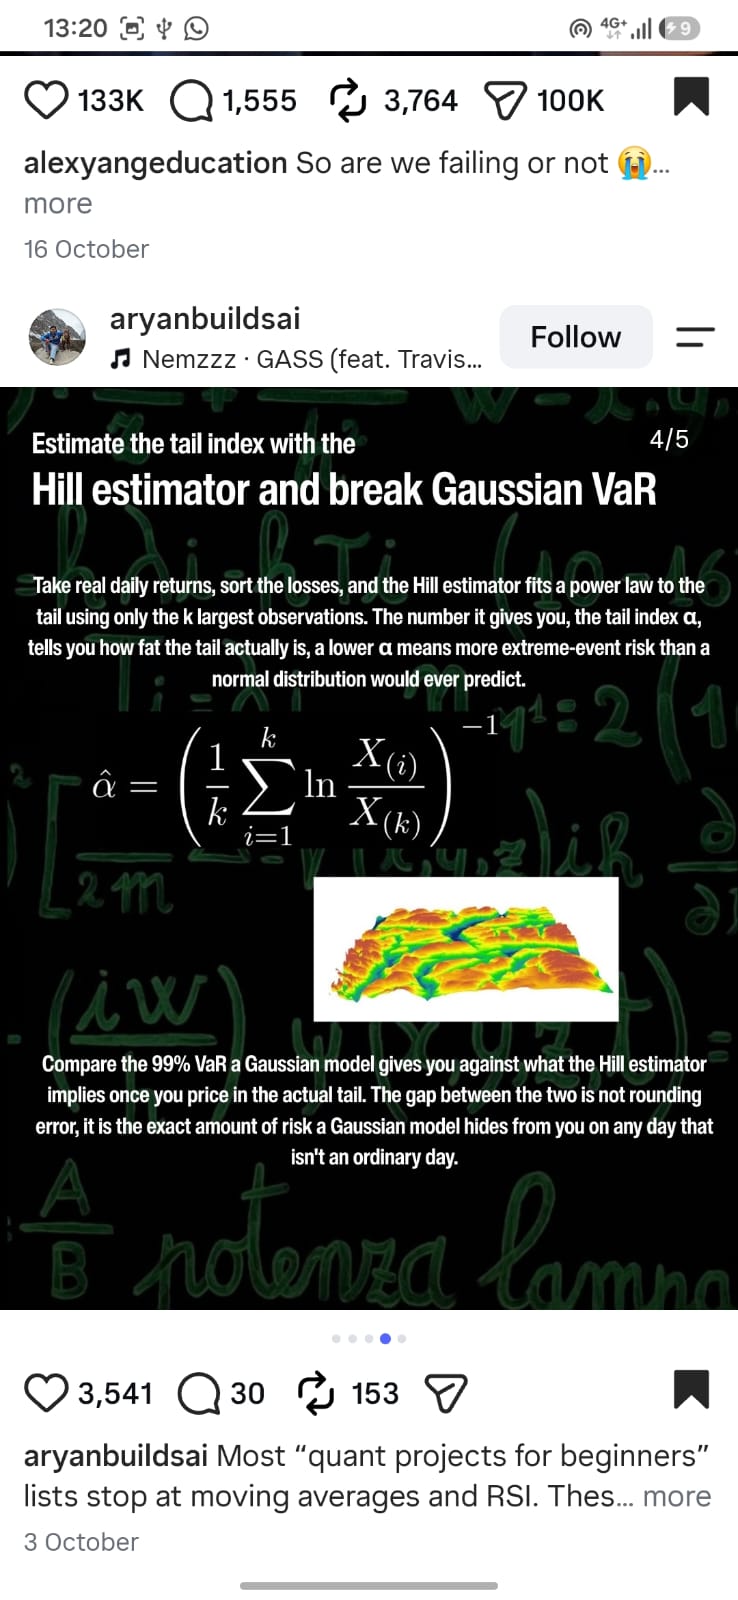 13:20
4G+
9
133K 1,555 3,764 100K
alexyangeducation So are we failing or not 😭...
more
16 October
aryanbuildsai
Nemzzz · GASS (feat. Travis...
Follow
Estimate the tail index with the
4/5
Hill estimator and break Gaussian VaR
Take real daily returns, sort the losses, and the Hill estimator fits a power law to the
tail using only the k largest observations. The number it gives you, the tail index α,
tells you how fat the tail actually is, a lower α means more extreme-event risk than a
normal distribution would ever predict.
α̂ = ( 1/k ∑ i=1 k ln X(i)/X(k) ) −1
Compare the 99% VaR a Gaussian model gives you against what the Hill estimator
implies once you price in the actual tail. The gap between the two is not rounding
error, it is the exact amount of risk a Gaussian model hides from you on any day that
isn't an ordinary day.
A
B potenza
3,541 30 153
aryanbuildsai Most “quant projects for beginners”
lists stop at moving averages and RSI. Thes... more
3 October